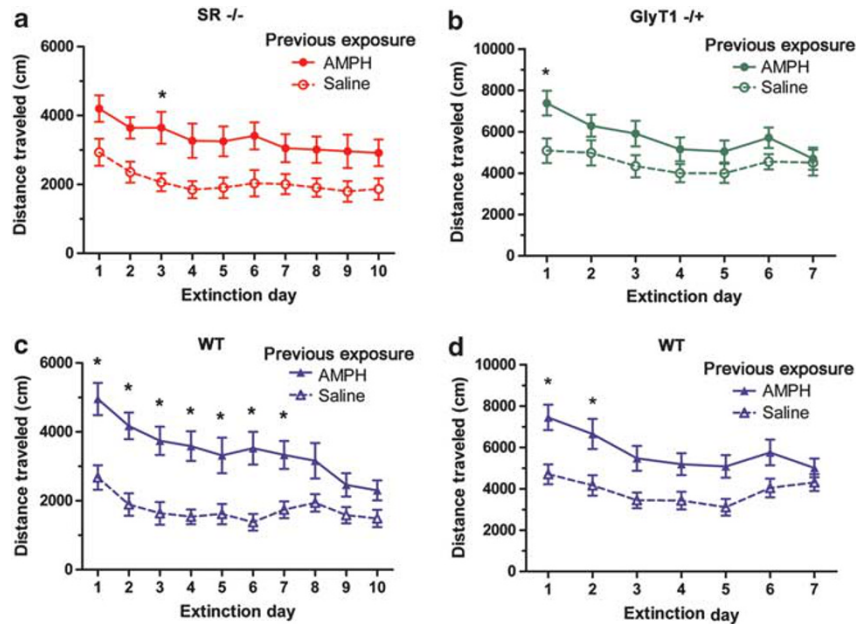 a
SR -/-
Previous exposure
AMPH
Saline
*
Distance traveled (cm)
6000
4000
2000
0
1 2 3 4 5 6 7 8 9 10
Extinction day
b
GlyT1 -/+
Previous exposure
AMPH
Saline
*
Distance traveled (cm)
10000
8000
6000
4000
2000
0
1 2 3 4 5 6 7
Extinction day
c
WT
Previous exposure
AMPH
Saline
* * * * * * *
Distance traveled (cm)
6000
4000
2000
0
1 2 3 4 5 6 7 8 9 10
Extinction day
d
WT
Previous exposure
AMPH
Saline
* *
Distance traveled (cm)
10000
8000
6000
4000
2000
0
1 2 3 4 5 6 7
Extinction day